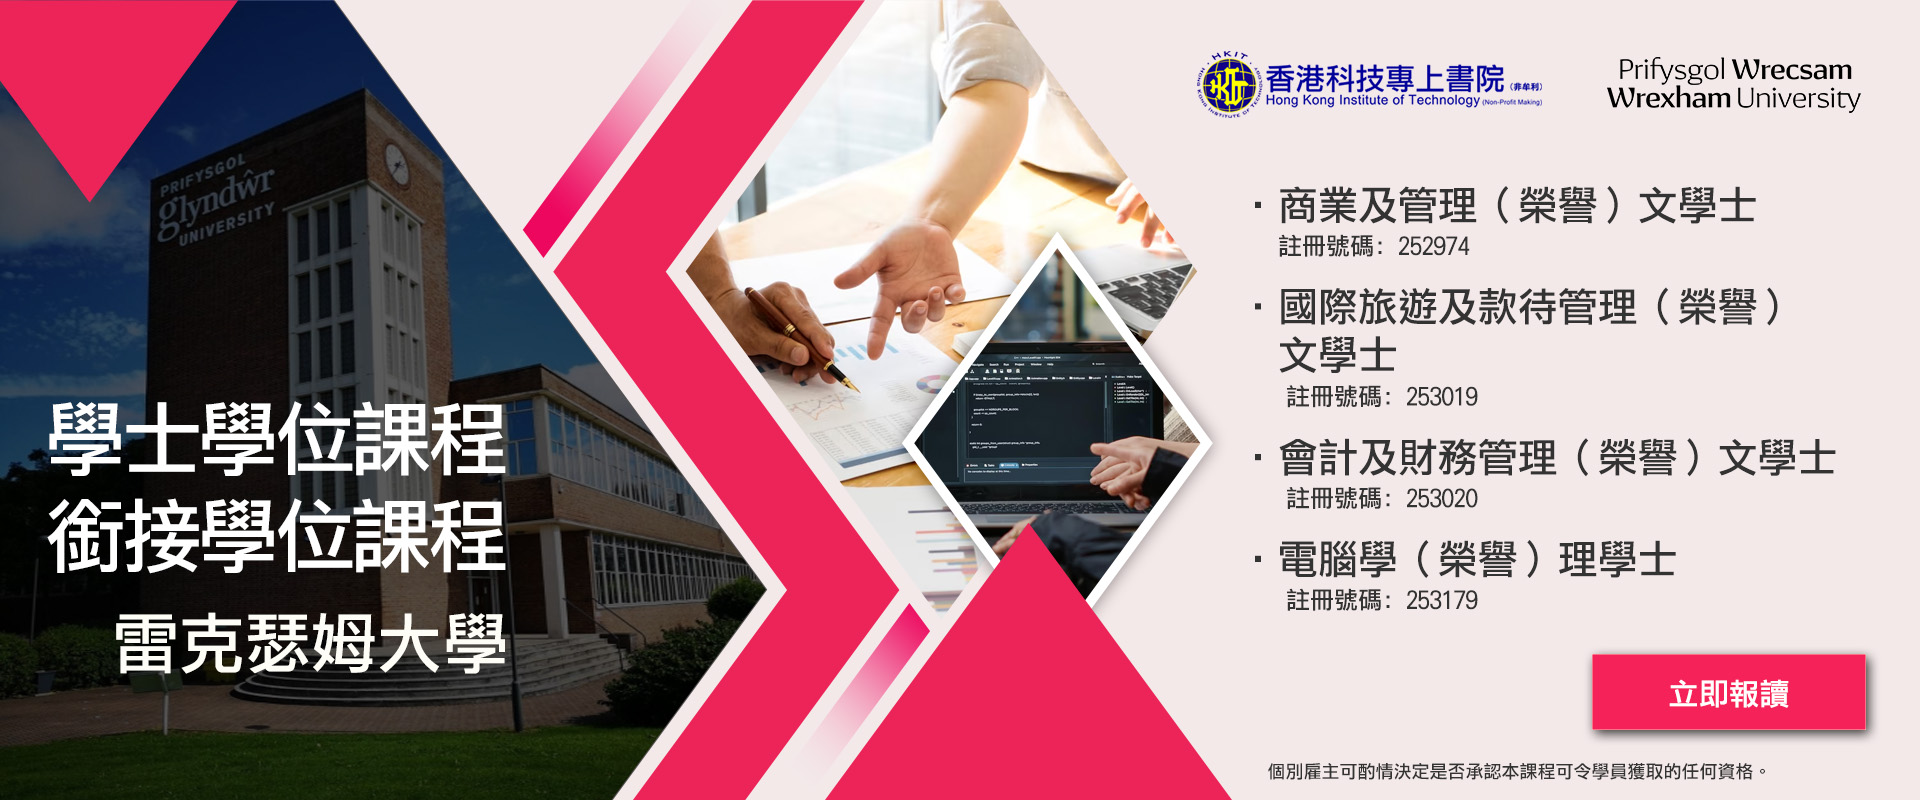 PRIFYSGOL
glyndŵr
UNIVERSITY
學士學位課程
銜接學位課程
雷克瑟姆大學
HKIT
香港科技專上書院 (非牟利)
Hong Kong Institute of Technology (Non-Profit Making)
Prifysgol Wrecsam
Wrexham University
· 商業及管理（榮譽）文學士
註冊號碼：252974
· 國際旅遊及款待管理（榮譽）
文學士
註冊號碼：253019
· 會計及財務管理（榮譽）文學士
註冊號碼：253020
· 電腦學（榮譽）理學士
註冊號碼：253179
立即報讀
個別雇主可酌情決定是否承認本課程可令學員獲取的任何資格。